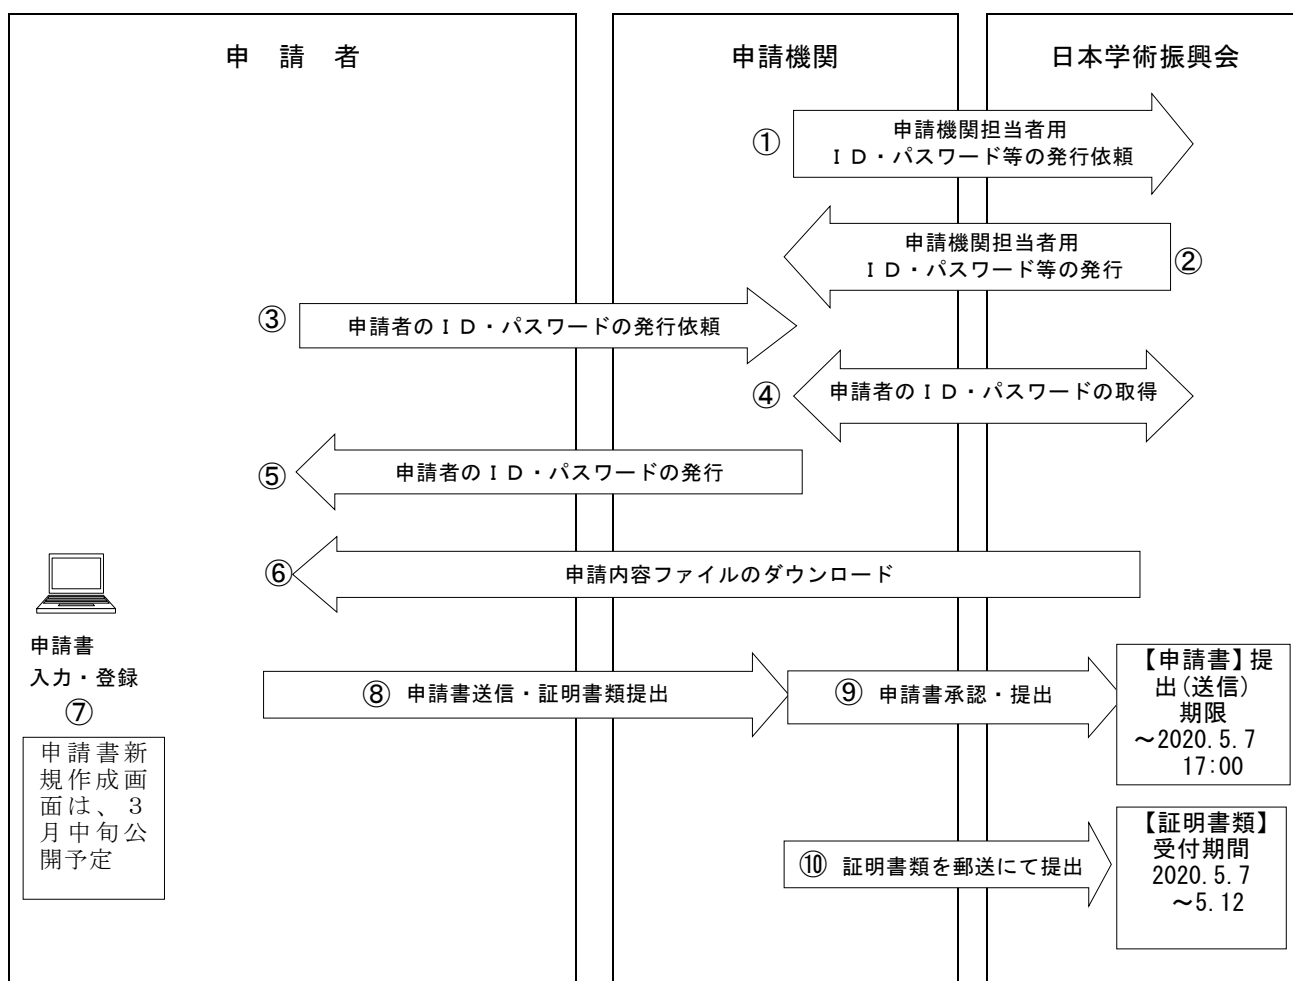 申　請　者
申請機関
日本学術振興会
①
申請機関担当者用
ＩＤ・パスワード等の発行依頼
申請機関担当者用
ＩＤ・パスワード等の発行
②
③
申請者のＩＤ・パスワードの発行依頼
④
申請者のＩＤ・パスワードの取得
⑤
申請者のＩＤ・パスワードの発行
⑥
申請内容ファイルのダウンロード
申請書
入力・登録
⑦
申請書新
規作成画
面は、３
月中旬公
開予定
⑧ 申請書送信・証明書類提出
⑨ 申請書承認・提出
【申請書】提
出(送信)
期限
～2020.5.7
17:00
⑩ 証明書類を郵送にて提出
【証明書類】
受付期間
2020.5.7
～5.12